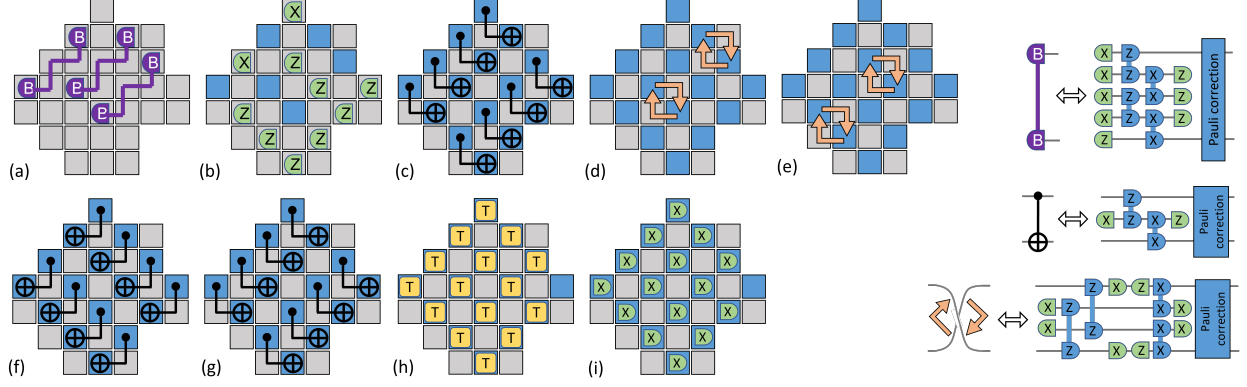 B B
B
B B
B
(a)
X
X Z
Z Z
Z Z
Z Z
Z
(b)
(c)
(d)
(e)
B
B
X Z
X Z X Z
X Z X Z
X Z X Z
Z X
Pauli correction
Z
X Z X Z
X
Pauli
correction
(f)
(g)
T
T T
T T T
T T T
T T T
T T
T
(h)
X
X X
X X X
X X X
X X X
X X
X
(i)
Z X Z X
X Z X X
X Z X X
Z X Z X
Pauli
correction